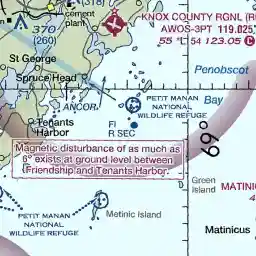 cement
plant
370
(260)
KNOX COUNTY RGNL (R
AWOS-3PT 119.025
55 54 123.05 C
St George
Spruce Head
Penobscot
Bay
ANCOR
PETIT MANAN
NATIONAL
WILDLIFE REFUGE
Tenants
Harbor
Fl
R SEC
69°
Magnetic disturbance of as much as
6° exists at ground level between
Friendship and Tenants Harbor.
Green
Island
MATINIC
PETIT MANAN
NATIONAL
WILDLIFE REFUGE
Metinic Island
Matinicus